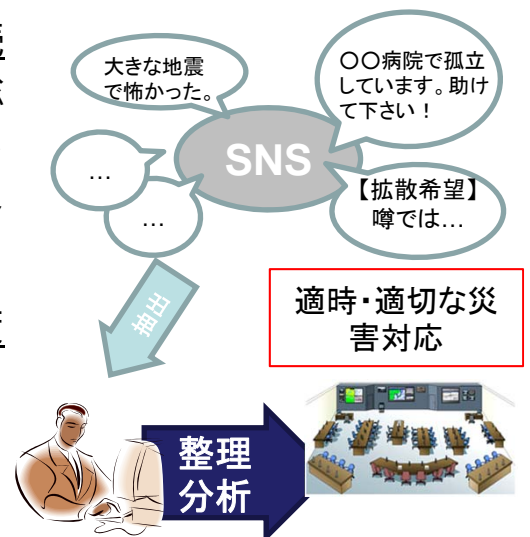 大きな地震
で怖かった。
〇〇病院で孤立
しています。助け
て下さい！
SNS
…
…
【拡散希望】
噂では…
抽出
適時・適切な災
害対応
整理
分析